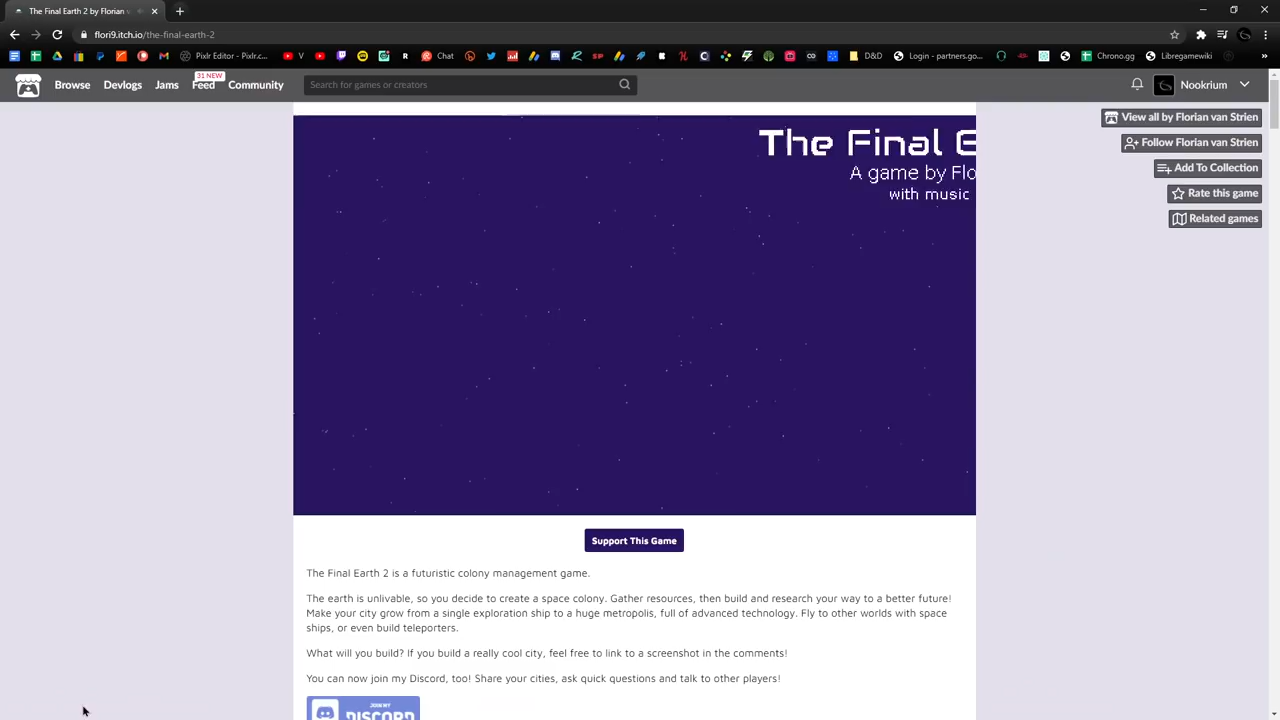 The Final Earth 2 by Florian v
flori9.itch.io/the-final-earth-2
Pixlr Editor - Pixlr.c...
V
Chat
D&D
Login - partners.go...
Chrono.gg
Libregamewiki
Browse
Devlogs
Jams
31 NEW
Feed
Community
Search for games or creators
Nookrium
View all by Florian van Strien
Follow Florian van Strien
Add To Collection
Rate this game
Related games
The Final E
A game by Flo
with music
Support This Game
The Final Earth 2 is a futuristic colony management game.
The earth is unlivable, so you decide to create a space colony. Gather resources, then build and research your way to a better future!
Make your city grow from a single exploration ship to a huge metropolis, full of advanced technology. Fly to other worlds with space
ships, or even build teleporters.
What will you build? If you build a really cool city, feel free to link to a screenshot in the comments!
You can now join my Discord, too! Share your cities, ask quick questions and talk to other players!
JOIN MY
DISCORD